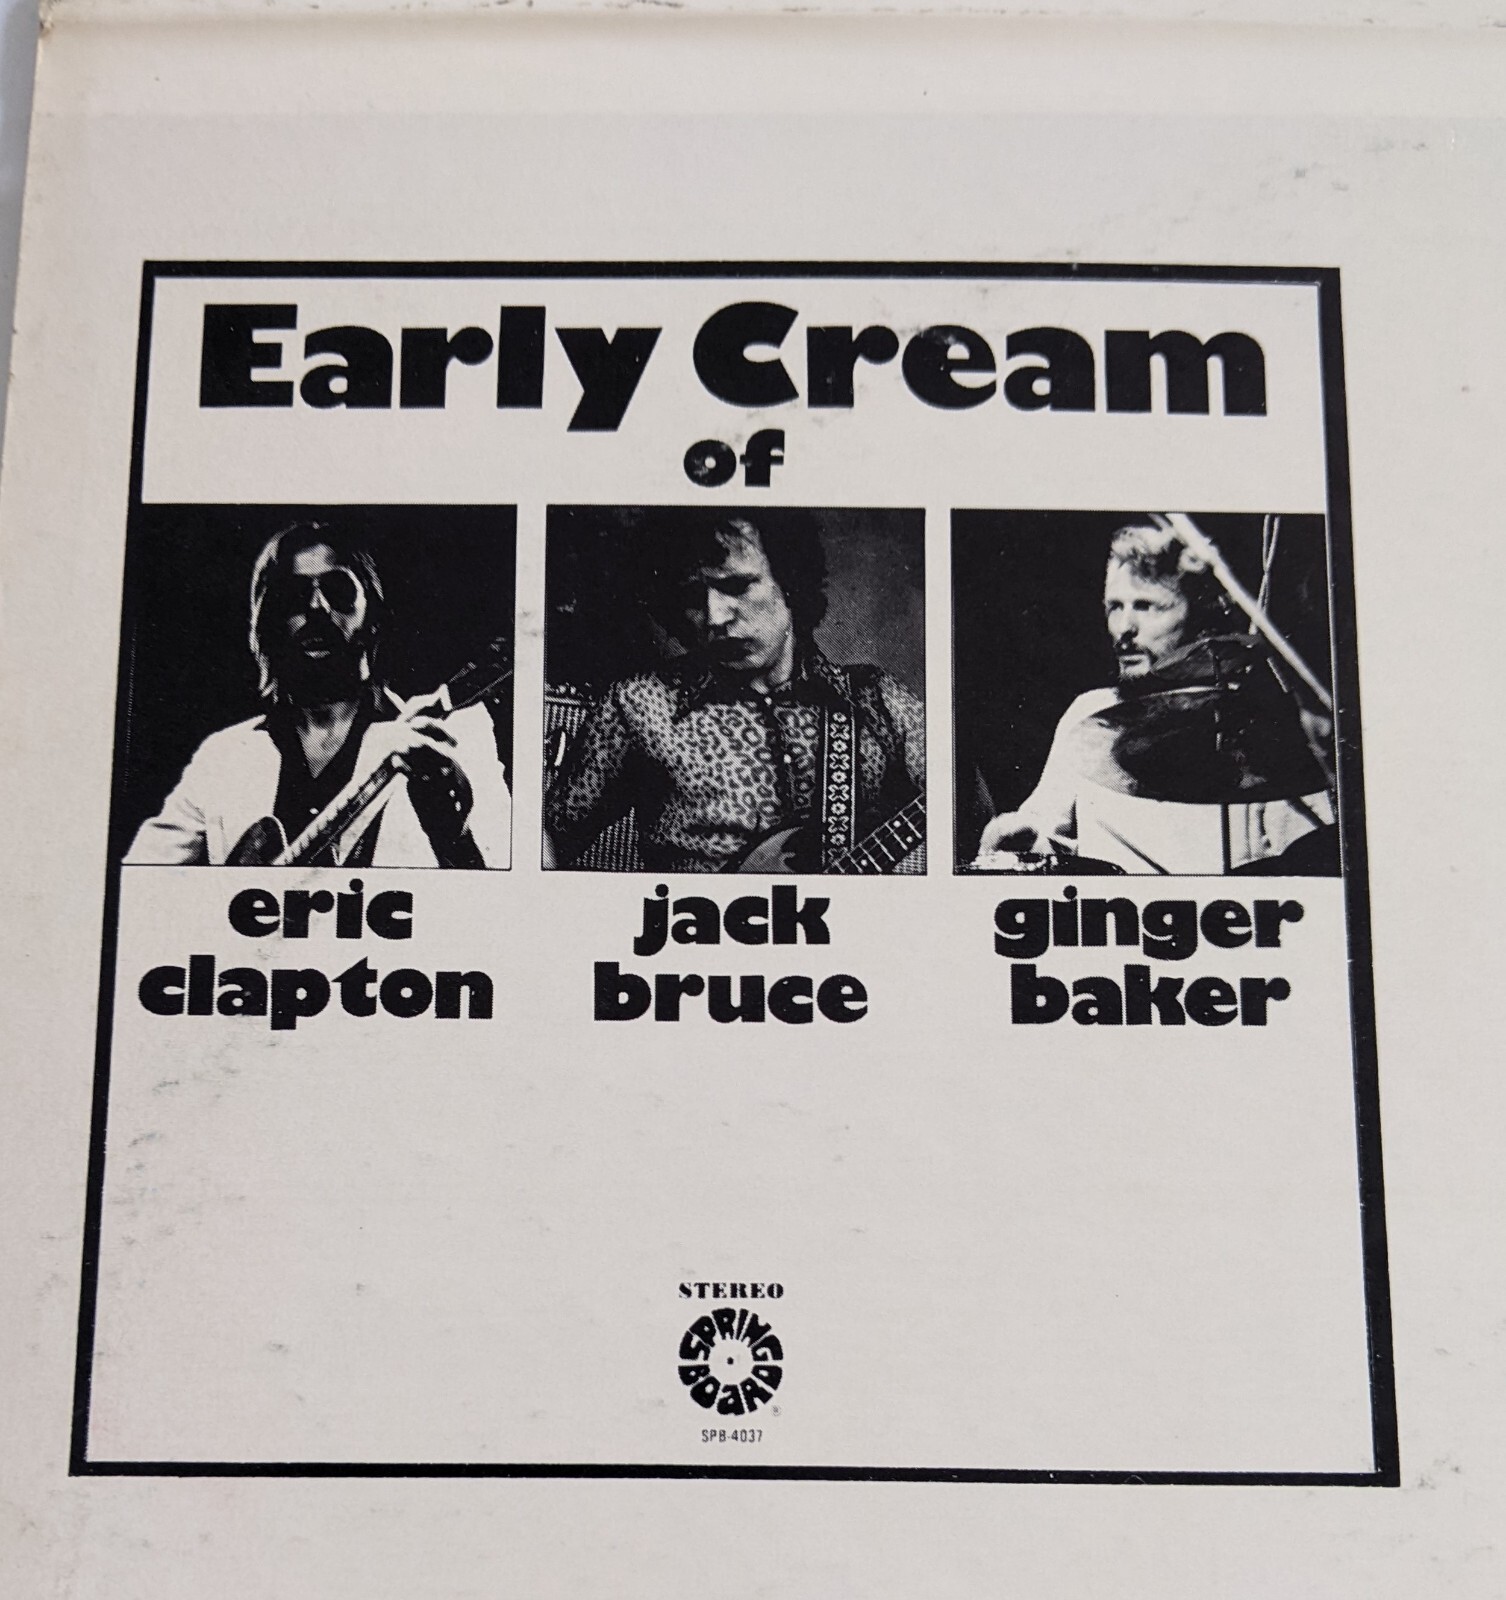 Early Cream
of
eric
clapton
jack
bruce
ginger
baker
STEREO
SPRING
BOARD
®
SPB-4037